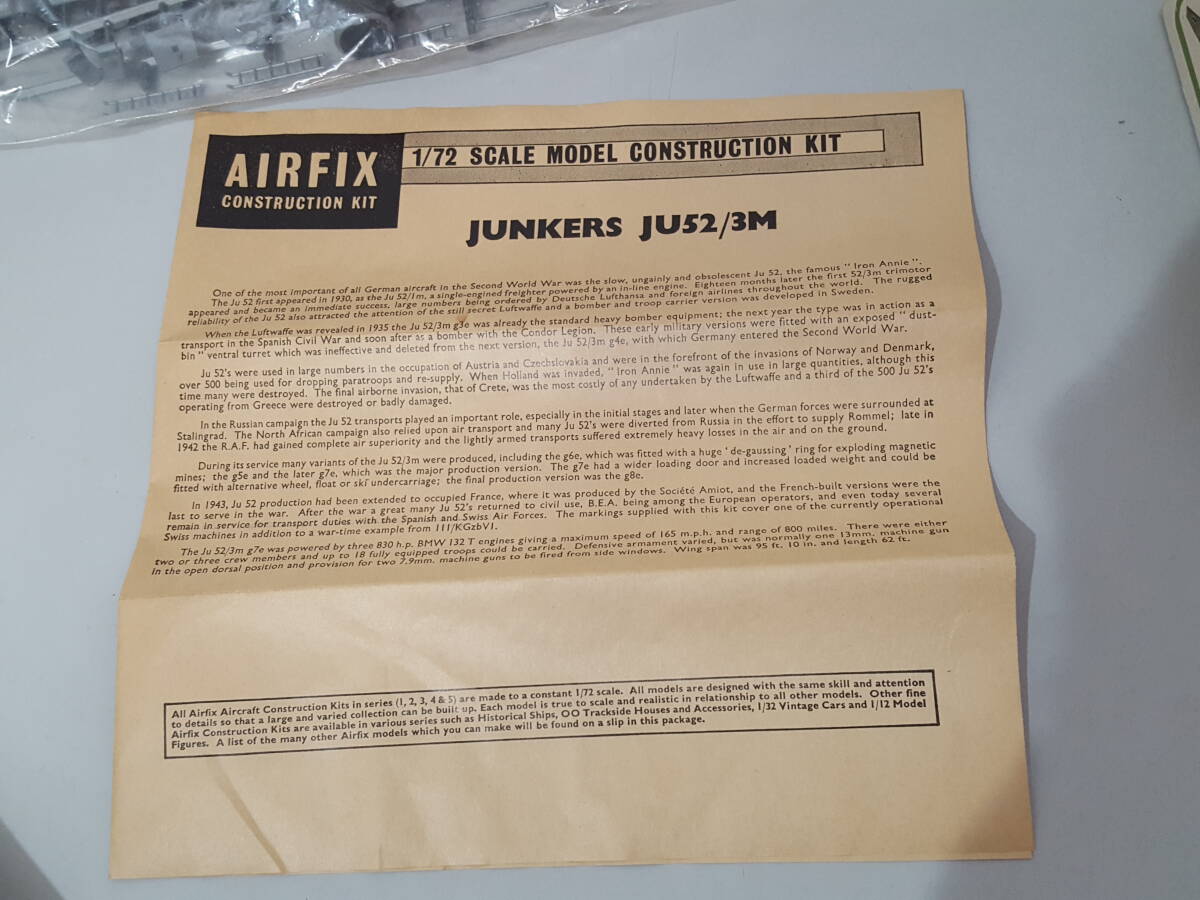 AIRFIX
CONSTRUCTION KIT
1/72 SCALE MODEL CONSTRUCTION KIT
JUNKERS JU52/3M
One of the most important of all German aircraft in the Second World War was the slow, ungainly and obsolescent Ju 52, the famous " Iron Annie ".
The Ju 52 first appeared in 1930, as the Ju 52/1m, a single-engined freighter powered by an in-line engine. Eighteen months later the first 52/3m trimotor
appeared and became an immediate success, large numbers being ordered by Deutsche Lufthansa and foreign airlines throughout the world. The rugged
reliability of the Ju 52 also attracted the attention of the still secret Luftwaffe and a bomber and troop carrier version was developed in Sweden.
When the Luftwaffe was revealed in 1935 the Ju 52/3m g3e was already the standard heavy bomber equipment; the next year the type was in action as a
transport in the Spanish Civil War and soon after as a bomber with the Condor Legion. These early military versions were fitted with an exposed " dust-
bin " ventral turret which was ineffective and deleted from the next version, the Ju 52/3m g4e, with which Germany entered the Second World War.
Ju 52's were used in large numbers in the occupation of Austria and Czechslovakia and were in the forefront of the invasions of Norway and Denmark,
over 500 being used for dropping paratroops and re-supply. When Holland was invaded, " Iron Annie " was again in use in large quantities, although this
time many were destroyed. The final airborne invasion, that of Crete, was the most costly of any undertaken by the Luftwaffe and a third of the 500 Ju 52's
operating from Greece were destroyed or badly damaged.
In the Russian campaign the Ju 52 transports played an important role, especially in the initial stages and later when the German forces were surrounded at
Stalingrad. The North African campaign also relied upon air transport and many Ju 52's were diverted from Russia in the effort to supply Rommel; late in
1942 the R.A.F. had gained complete air superiority and the lightly armed transports suffered extremely heavy losses in the air and on the ground.
During its service many variants of the Ju 52/3m were produced, including the g6e, which was fitted with a huge ' de-gaussing ' ring for exploding magnetic
mines; the g5e and the later g7e, which was the major production version. The g7e had a wider loading door and increased loaded weight and could be
fitted with alternative wheel, float or ski undercarriage; the final production version was the g8e.
In 1943, Ju 52 production had been extended to occupied France, where it was produced by the Société Amiot, and the French-built versions were the
last to serve in the war. After the war a great many Ju 52's returned to civil use, B.E.A. being among the European operators, and even today several
remain in service for transport duties with the Spanish and Swiss Air Forces. The markings supplied with this kit cover one of the currently operational
Swiss machines in addition to a war-time example from 111/KGzbV1.
The Ju 52/3m g7e was powered by three 830 h.p. BMW 132 T engines giving a maximum speed of 165 m.p.h. and range of 800 miles. There were either
two or three crew members and up to 18 fully equipped troops could be carried. Defensive armament varied, but was normally one 13mm. machine gun
in the open dorsal position and provision for two 7.9mm. machine guns to be fired from side windows. Wing span was 95 ft. 10 in. and length 62 ft.
All Airfix Aircraft Construction Kits in series (1, 2, 3, 4 & 5) are made to a constant 1/72 scale. All models are designed with the same skill and attention
to details so that a large and varied collection can be built up. Each model is true to scale and realistic in relationship to all other models. Other fine
Airfix Construction Kits are available in various series such as Historical Ships, OO Trackside Houses and Accessories, 1/32 Vintage Cars and 1/12 Model
Figures. A list of the many other Airfix models which you can make will be found on a slip in this package.